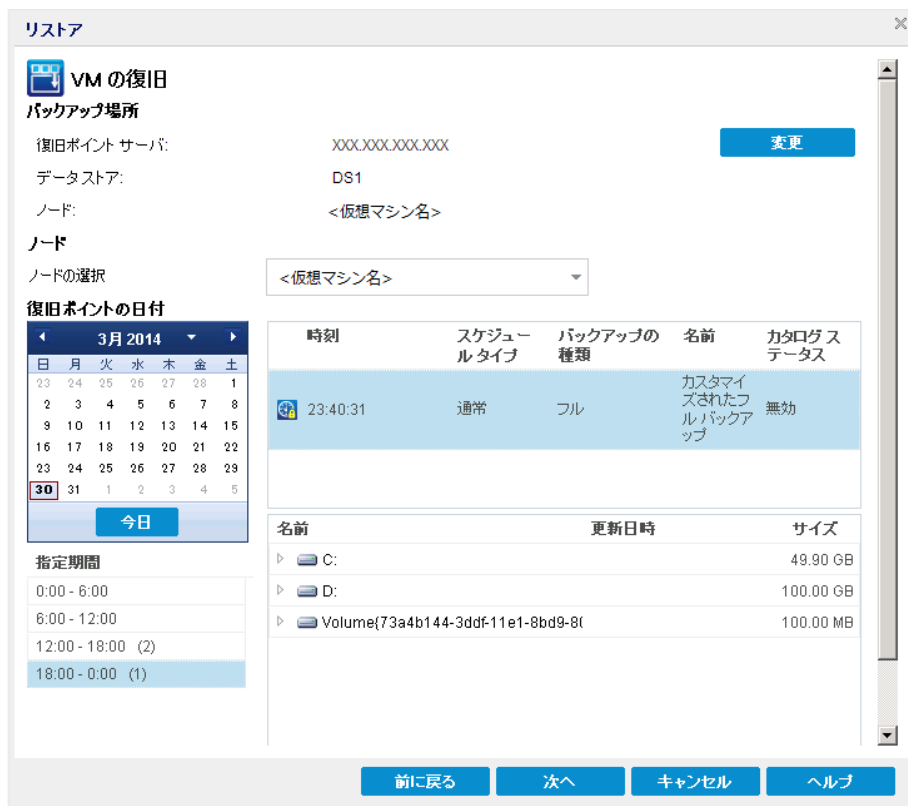 リストア
VM の復旧
バックアップ場所
復旧ポイント サーバ: XXX.XXX.XXX.XXX 変更
データ ストア: DS1
ノード: <仮想マシン名>
ノード
ノードの選択 <仮想マシン名>
復旧ポイントの日付
3月 2014
日 月 火 水 木 金 土
23 24 25 26 27 28 1
2 3 4 5 6 7 8
9 10 11 12 13 14 15
16 17 18 19 20 21 22
23 24 25 26 27 28 29
30 31 1 2 3 4 5
今日
指定期間
0:00 - 6:00
6:00 - 12:00
12:00 - 18:00 (2)
18:00 - 0:00 (1)
時刻 スケジュー バックアップの 名前 カタログ ス
ル タイプ 種類 テータス
23:40:31 通常 フル カスタマイ
ズされたフ
ル バックア
ップ 無効
名前 更新日時 サイズ
C: 49.90 GB
D: 100.00 GB
Volume{73a4b144-3ddf-11e1-8bd9-8( 100.00 MB
前に戻る 次へ キャンセル ヘルプ